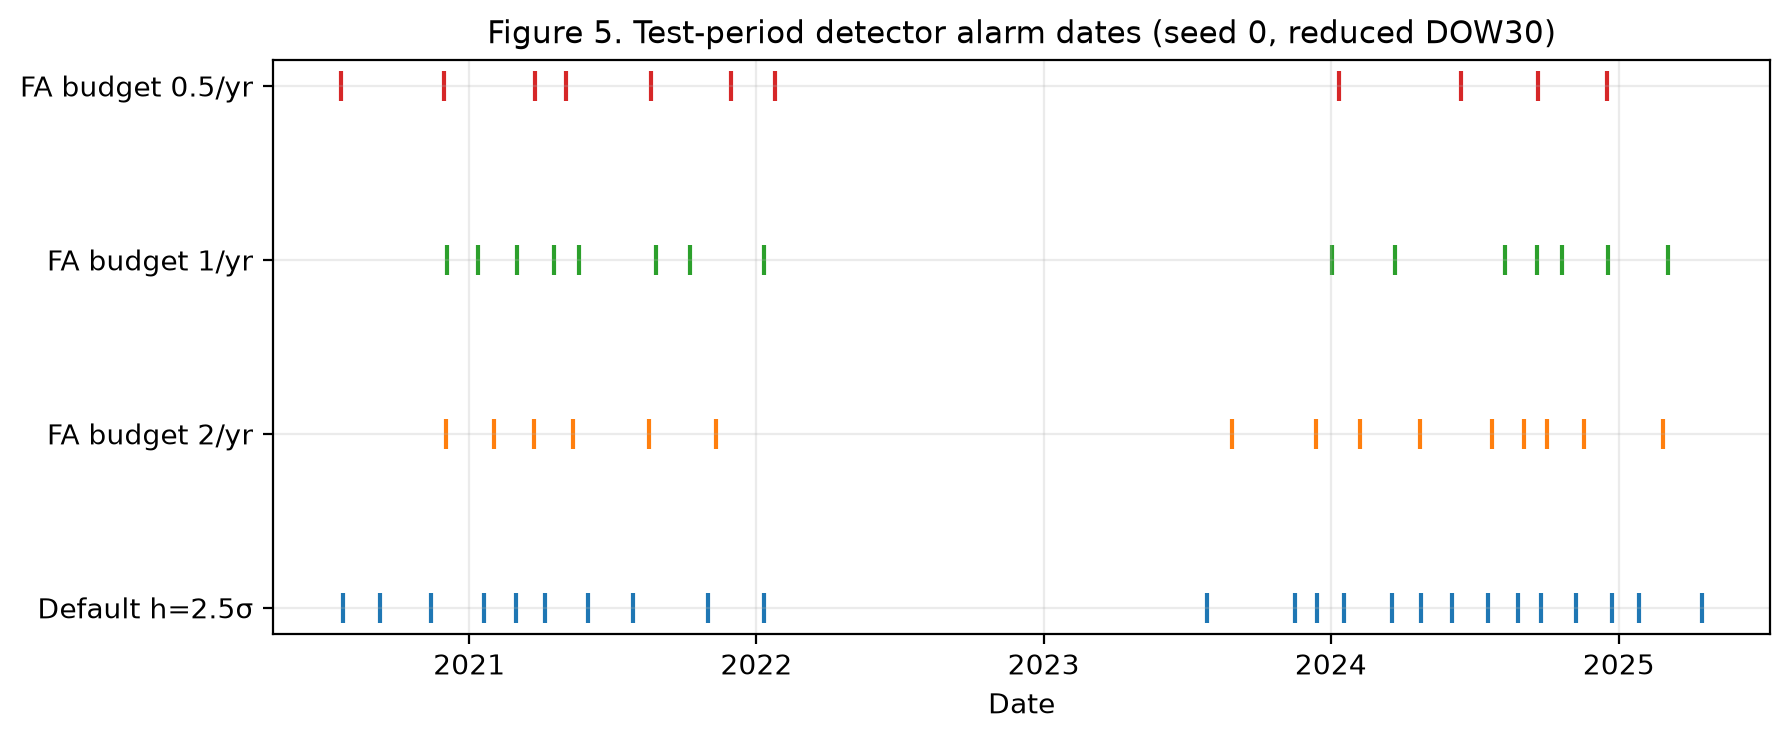 Figure 5. Test-period detector alarm dates (seed 0, reduced DOW30)
FA budget 0.5/yr
FA budget 1/yr
FA budget 2/yr
Default h=2.5σ
2021 2022 2023 2024 2025
Date